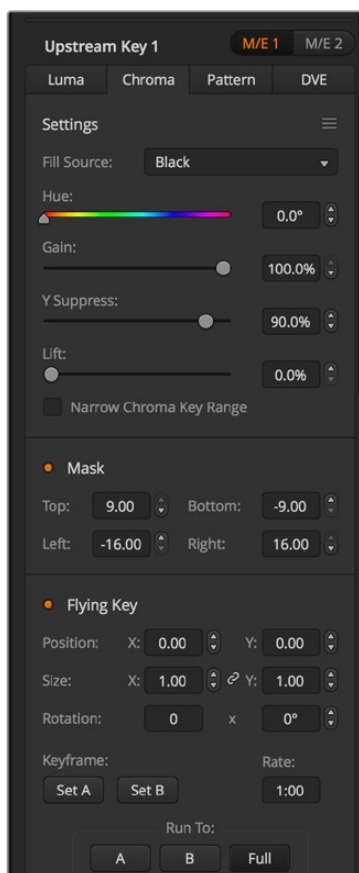 Upstream Key 1 M/E 1 M/E 2
Luma Chroma Pattern DVE
Settings
Fill Source: Black
Hue:
0.0°
Gain:
100.0%
Y Suppress:
90.0%
Lift:
0.0%
Narrow Chroma Key Range
Mask
Top: 9.00 Bottom: -9.00
Left: -16.00 Right: 16.00
Flying Key
Position: X: 0.00 Y: 0.00
Size: X: 1.00 Y: 1.00
Rotation: 0 x 0°
Keyframe: Rate:
Set A Set B 1:00
Run To:
A B Full